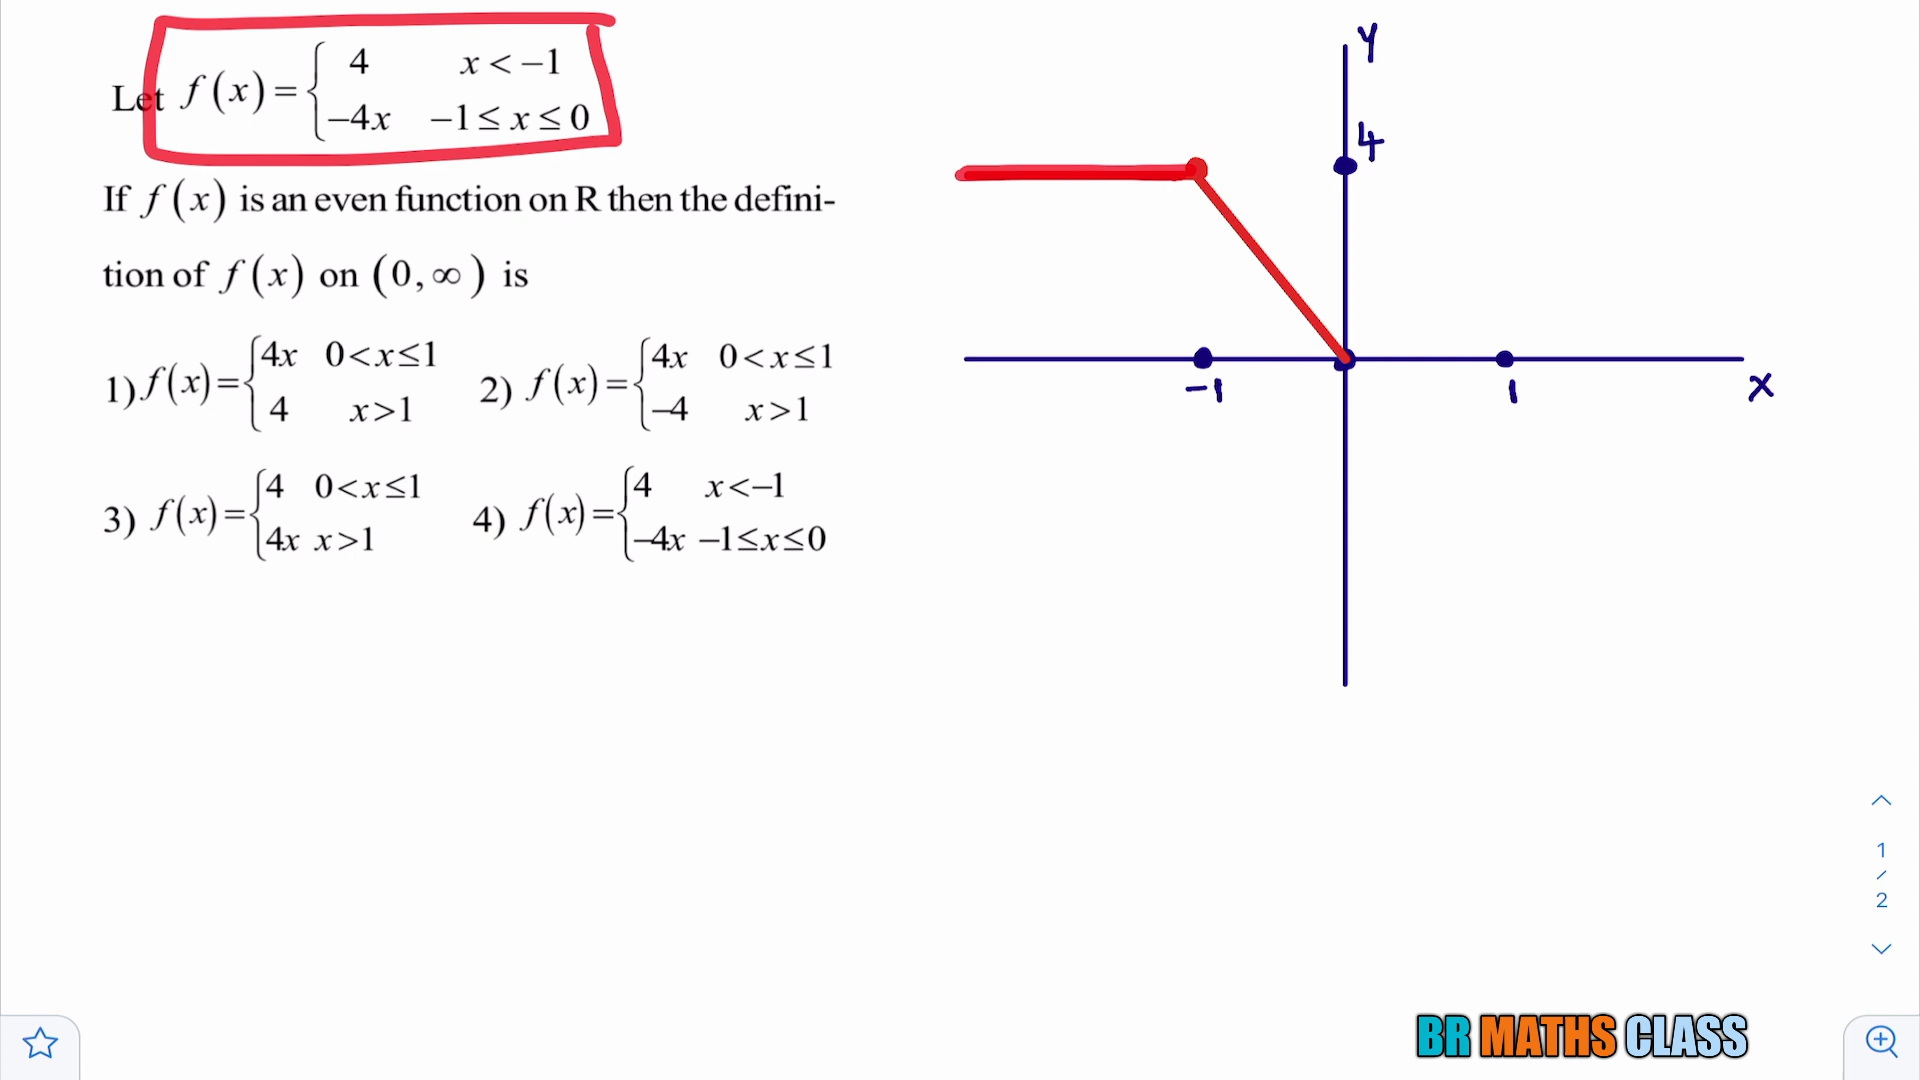 Let f(x) = { 4 x < −1
−4x −1 ≤ x ≤ 0
If f(x) is an even function on R then the defini-
tion of f(x) on (0, ∞) is
1) f(x) = { 4x 0<x≤1
4 x>1
2) f(x) = { 4x 0<x≤1
−4 x>1
3) f(x) = { 4 0<x≤1
4x x>1
4) f(x) = { 4 x<−1
−4x −1≤x≤0
Y
4
−1
1
X
1
/
2
BR MATHS CLASS